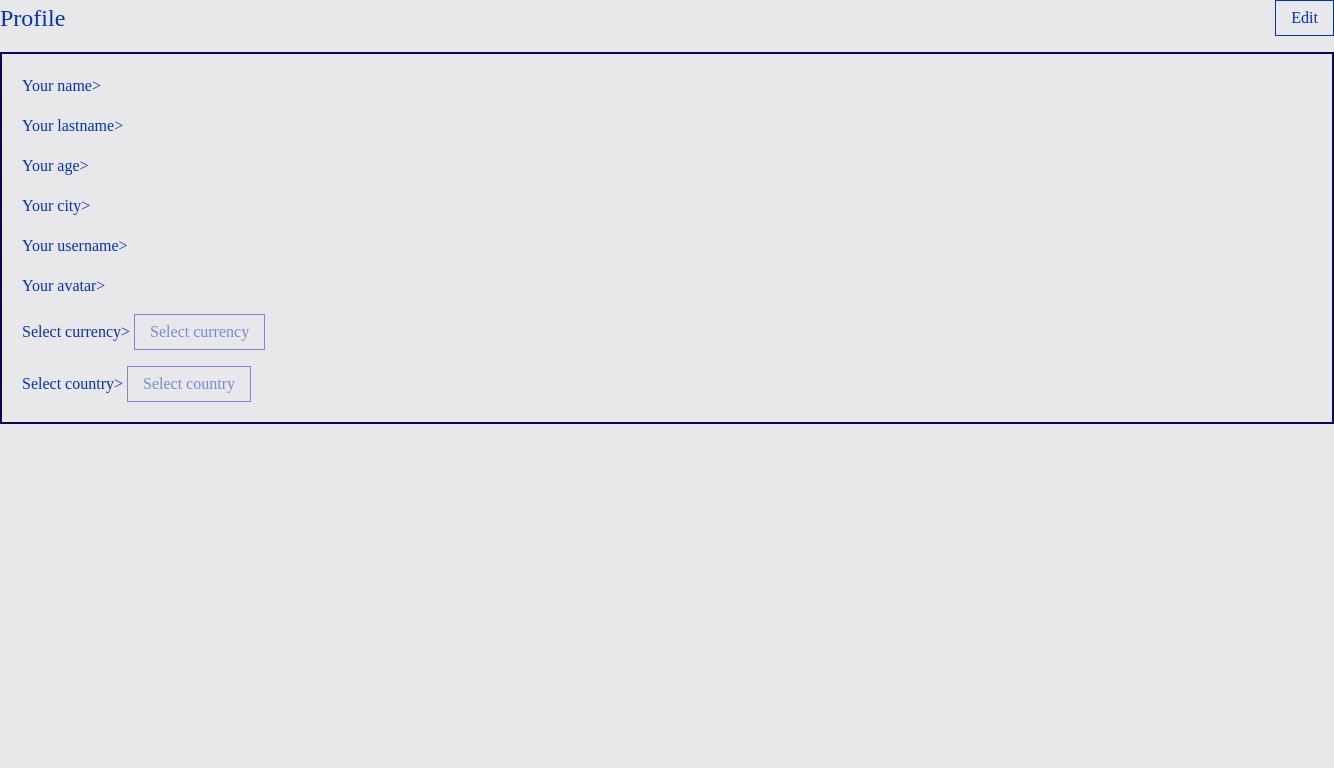 Profile
Edit
Your name>
Your lastname>
Your age>
Your city>
Your username>
Your avatar>
Select currency> Select currency
Select country> Select country